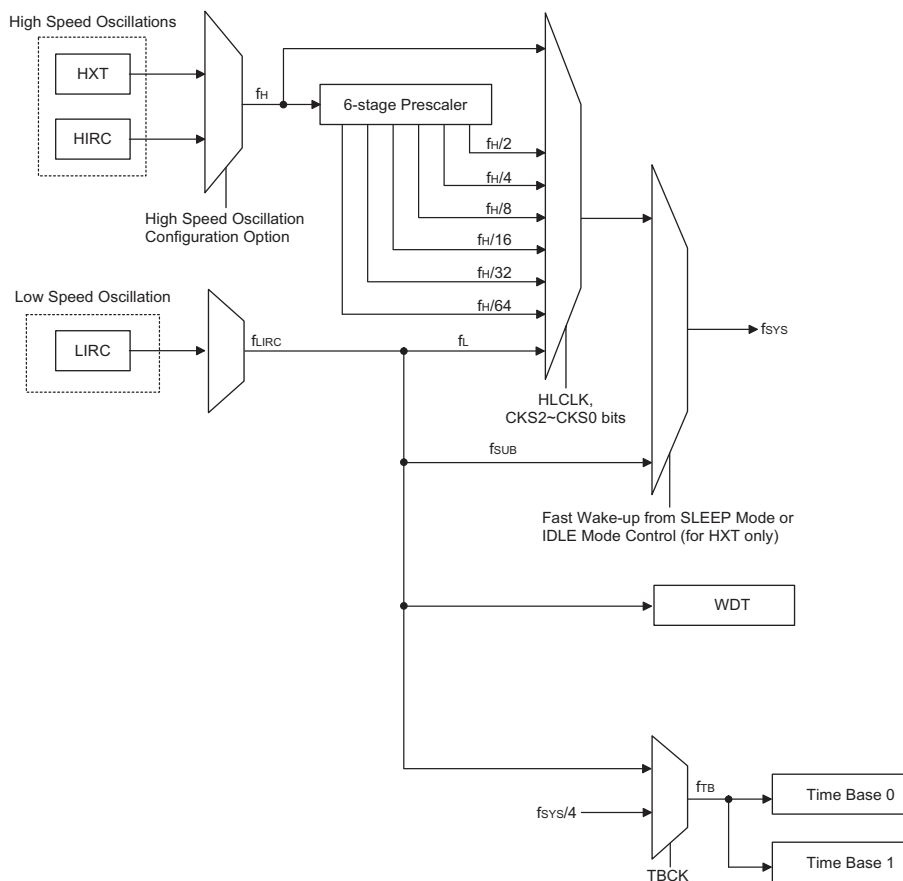 High Speed Oscillations
HXT
HIRC
fH
6-stage Prescaler
fH/2
fH/4
fH/8
fH/16
fH/32
fH/64
High Speed Oscillation
Configuration Option
Low Speed Oscillation
LIRC
fLIRC
fL
HLCLK,
CKS2~CKS0 bits
fSYS
fSUB
Fast Wake-up from SLEEP Mode or
IDLE Mode Control (for HXT only)
WDT
fSYS/4
fTB
TBCK
Time Base 0
Time Base 1